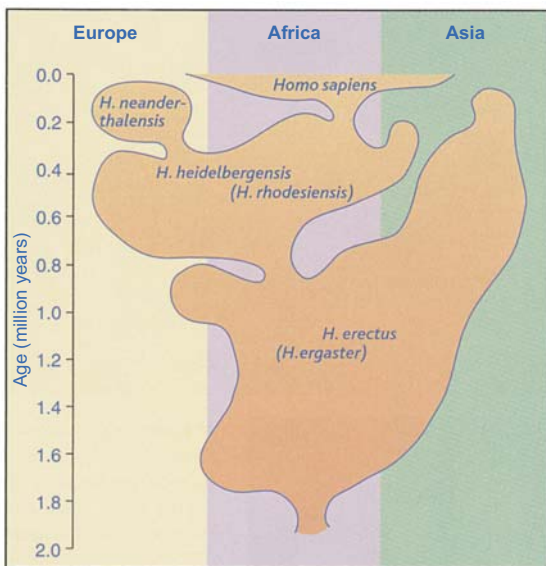 Europe Africa Asia
Age (million years)
0.0
0.2
0.4
0.6
0.8
1.0
1.2
1.4
1.6
1.8
2.0
Homo sapiens
H. neander-
thalensis
H. heidelbergensis
(H. rhodesiensis)
H. erectus
(H.ergaster)